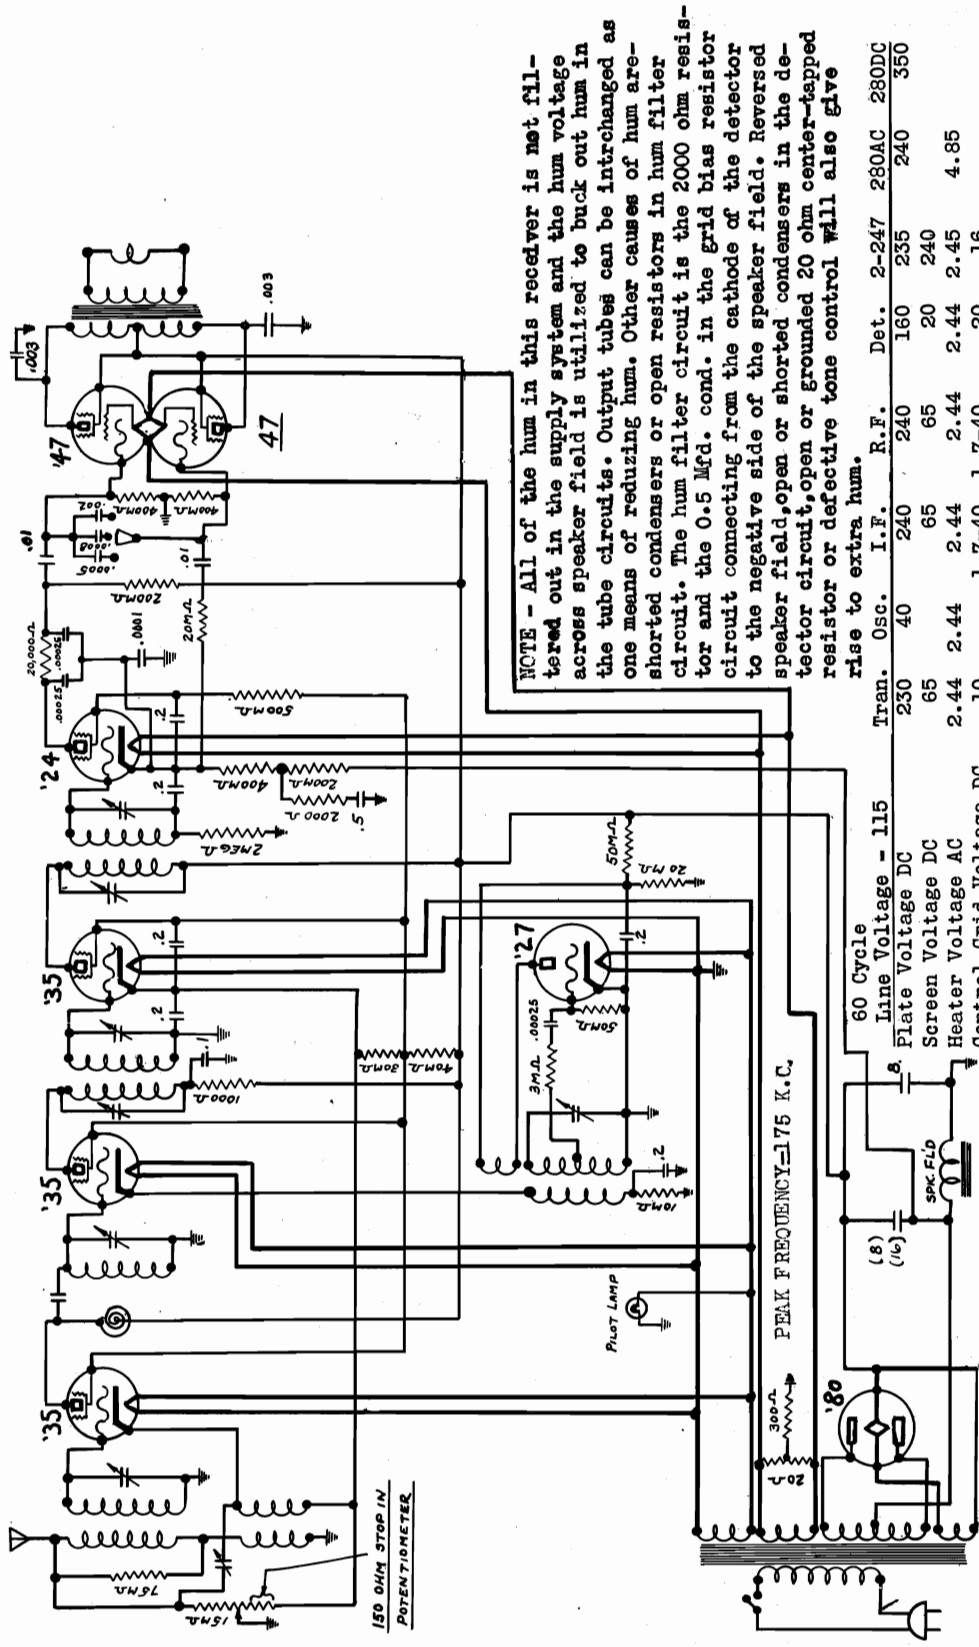 '35
'35
'35
'24
'47
47
'27
'80
.003
.003
.01
.002
.0008
.0005
400MΩ
400MΩ
.01
200MΩ
20MΩ
20,000Ω
.00025
.00025
.0001
.2
.2
500MΩ
400MΩ
200MΩ
2000Ω
.5
2MEGΩ
.2
.2
.1
1000Ω
30MΩ
40MΩ
50MΩ
20MΩ
.2
.00025
3MΩ
50MΩ
.2
10MΩ
75MΩ
15MΩ
150 OHM STOP IN
POTENTIOMETER
PILOT LAMP
PEAK FREQUENCY=175 K.C.
300Ω
20Ω
(8)
(16)
SPK. FL'D
8.
NOTE - All of the hum in this receiver is not fil-
tered out in the supply system and the hum voltage
across speaker field is utilized to buck out hum in
the tube circuits. Output tubes can be intrchanged as
one means of reduzing hum. Other causes of hum are-
shorted condensers or open resistors in hum filter
circuit. The hum filter circuit is the 2000 ohm resis-
tor and the 0.5 Mfd. cond. in the grid bias resistor
circuit connecting from the cathode of the detector
to the negative side of the speaker field. Reversed
speaker field,open or shorted condensers in the de-
tector circuit,open or grounded 20 ohm center-tapped
resistor or defective tone control will also give
rise to extra hum.
60 Cycle
Line Voltage - 115 Tran. Osc. I.F. R.F. Det. 2-247 280AC 280DC
Plate Voltage DC 230 40 240 240 160 235 240 350
Screen Voltage DC 65 65 65 20 240
Heater Voltage AC 2.44 2.44 2.44 2.44 2.44 2.45 4.85